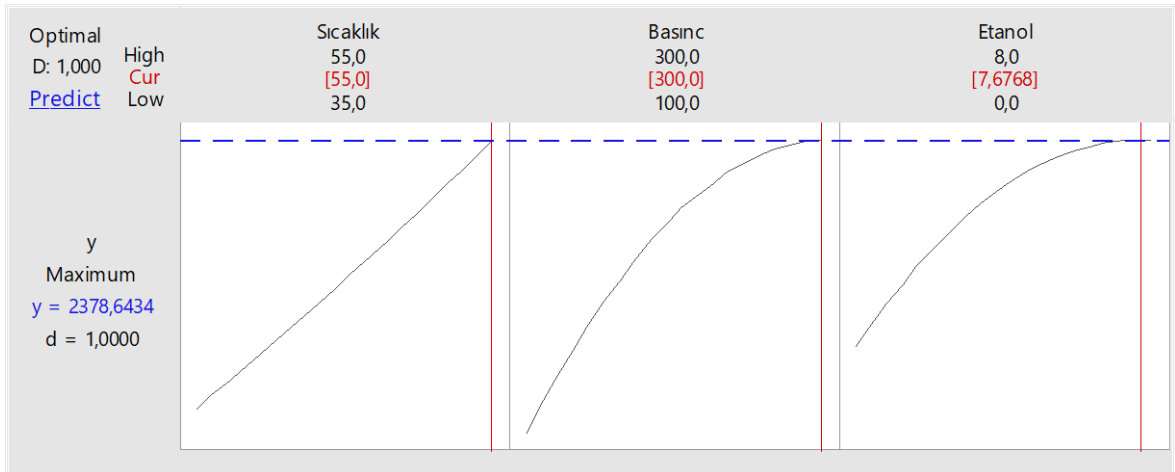 Optimal
D: 1,000
Predict
High
Cur
Low
Sıcaklık
55,0
[55,0]
35,0
Basınc
300,0
[300,0]
100,0
Etanol
8,0
[7,6768]
0,0
y
Maximum
y = 2378,6434
d = 1,0000